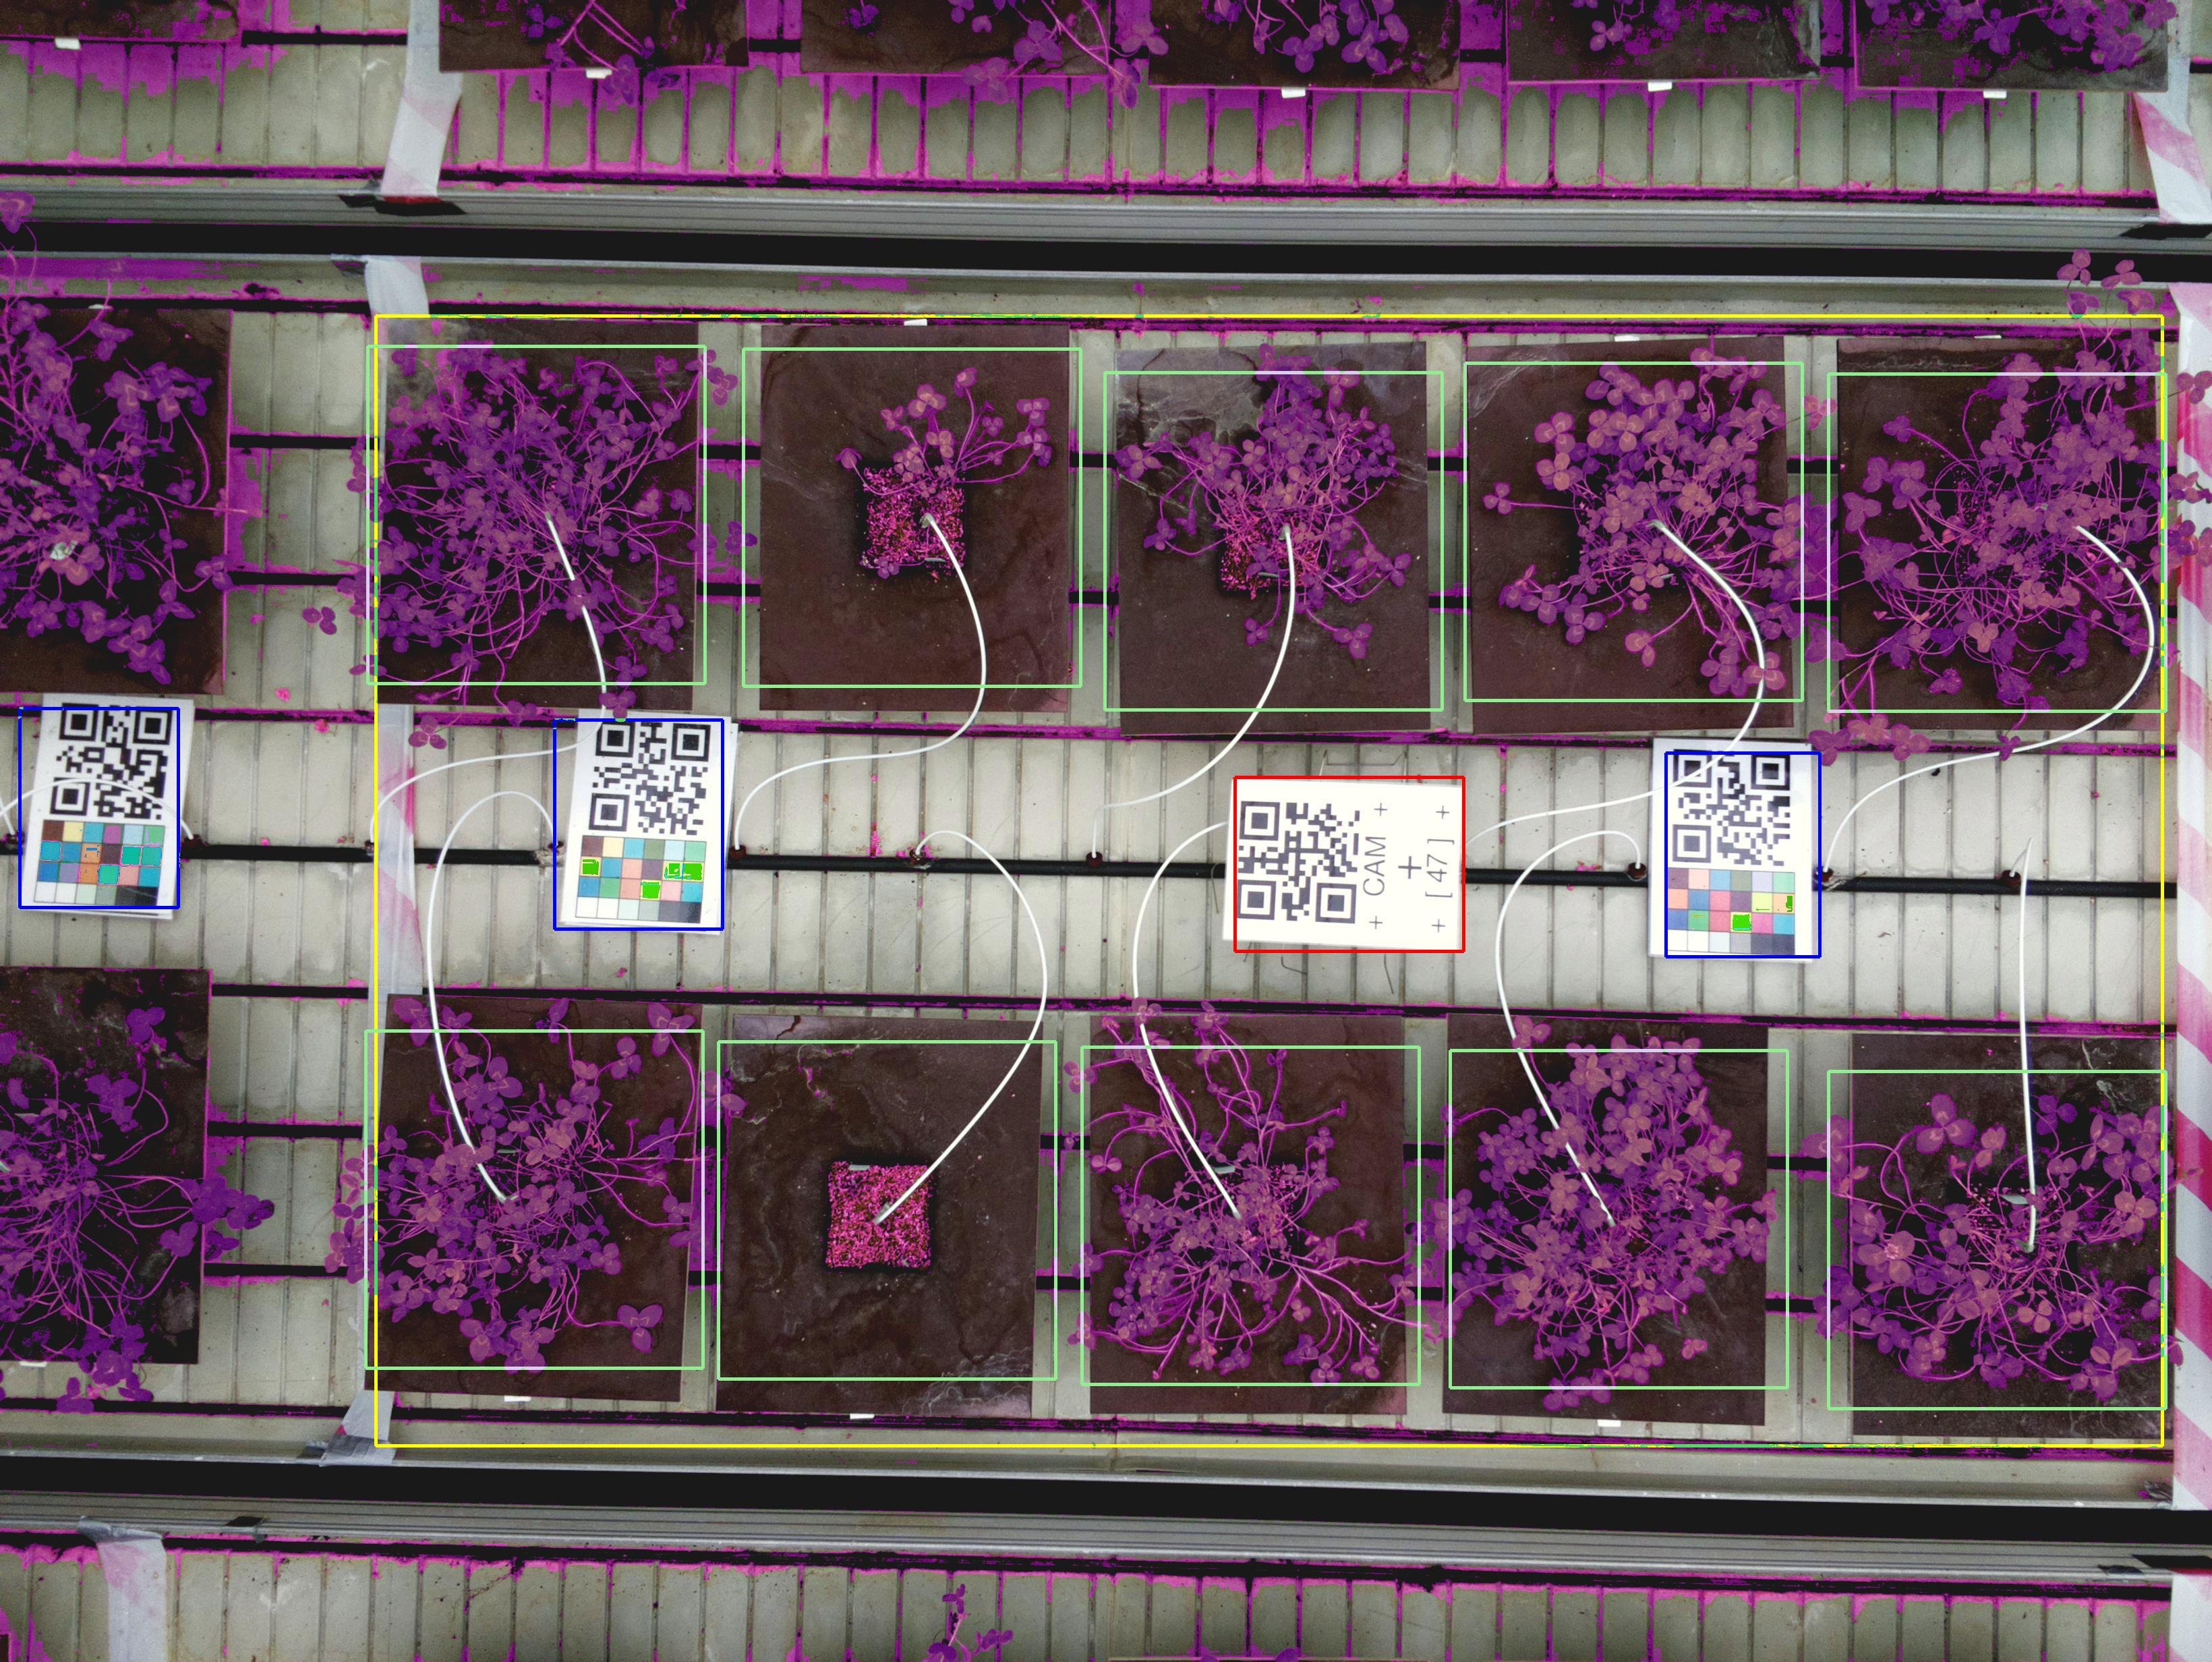 + CAM +
+
+ [ 47 ] +